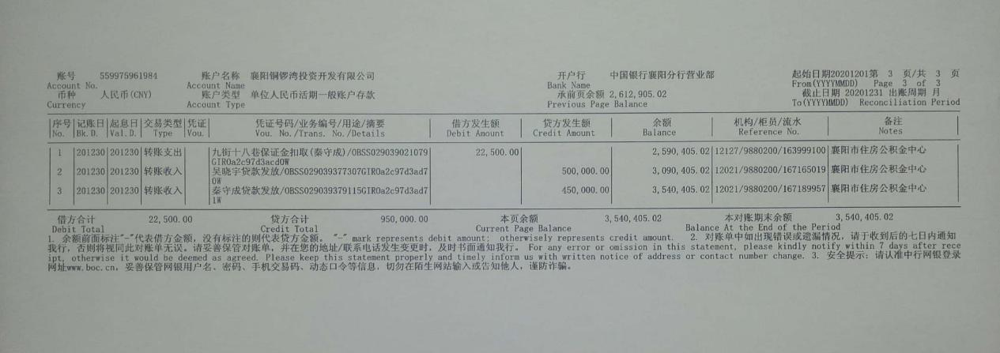 账号 559975961984 账户名称 襄阳铜锣湾投资开发有限公司 开户行 中国银行襄阳分行营业部 起始日期20201201第 3 页/共 3 页
Account No. Account Name Bank Name From(YYYYMMDD) Page 3 of 3
币种 人民币(CNY) 账户类型 单位人民币活期一般账户存款 承前页余额 2,612,905.02 截止日期 20201231 出账周期 月
Currency Account Type Previous Page Balance To(YYYYMMDD) Reconciliation Period
序号 记账日 起息日 交易类型 凭证 凭证号码/业务编号/用途/摘要 借方发生额 贷方发生额 余额 机构/柜员/流水 备注
No. Bk. D. Val. D. Type Vou. Vou. No./Trans. No./Details Debit Amount Credit Amount Balance Reference No. Notes
1 201230 201230 转账支出 九街十八巷保证金扣取(秦守成)/OBSS029039021079 22,500.00 2,590,405.02 12127/9880200/163999100 襄阳市住房公积金中心
GIROa2c97d3acd0W
2 201230 201230 转账收入 吴晓宇贷款发放/OBSS029039377307GIROa2c97d3ad7 500,000.00 3,090,405.02 12021/9880200/167165019 襄阳市住房公积金中心
0W
3 201230 201230 转账收入 秦守成贷款发放/OBSS029039379115GIROa2c97d3ad7 450,000.00 3,540,405.02 12021/9880200/167189957 襄阳市住房公积金中心
1W
借方合计 22,500.00 贷方合计 950,000.00 本页余额 3,540,405.02 本对账期末余额 3,540,405.02
Debit Total Credit Total Current Page Balance Balance At the End of the Period
1. 余额前面标注"-"代表借方金额，没有标注的则代表贷方金额。 "-" mark represents debit amount; otherwisely represents credit amount. 2. 对账单中如出现错误或遗漏情况，请于收到后的七日内通知
我行，否则将视同此对账单无误。请妥善保管对账单，并在您的地址/联系电话发生变更时，及时书面通知我行。 For any error or omission in this statement, please kindly notify within 7 days after rece
ipt, otherwise it would be deemed as agreed. Please keep this statement properly and timely inform us with written notice of address or contact number change. 3. 安全提示：请认准中行网银登录
网址www.boc.cn，妥善保管网银用户名、密码、手机交易码、动态口令等信息，切勿在陌生网站输入或告知他人，谨防诈骗。